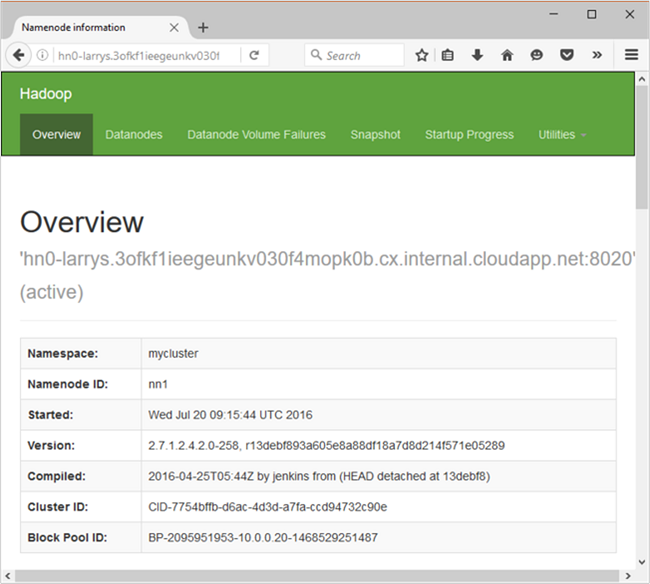 Namenode information
hn0-larrys.3ofkf1ieegeunkv030f
Search
Hadoop
Overview Datanodes Datanode Volume Failures Snapshot Startup Progress Utilities
Overview
'hn0-larrys.3ofkf1ieegeunkv030f4mopk0b.cx.internal.cloudapp.net:8020'
(active)
Namespace: mycluster
Namenode ID: nn1
Started: Wed Jul 20 09:15:44 UTC 2016
Version: 2.7.1.2.4.2.0-258, r13debf893a605e8a88df18a7d8d214f571e05289
Compiled: 2016-04-25T05:44Z by jenkins from (HEAD detached at 13debf8)
Cluster ID: CID-7754bffb-d6ac-4d3d-a7fa-ccd94732c90e
Block Pool ID: BP-2095951953-10.0.0.20-1468529251487